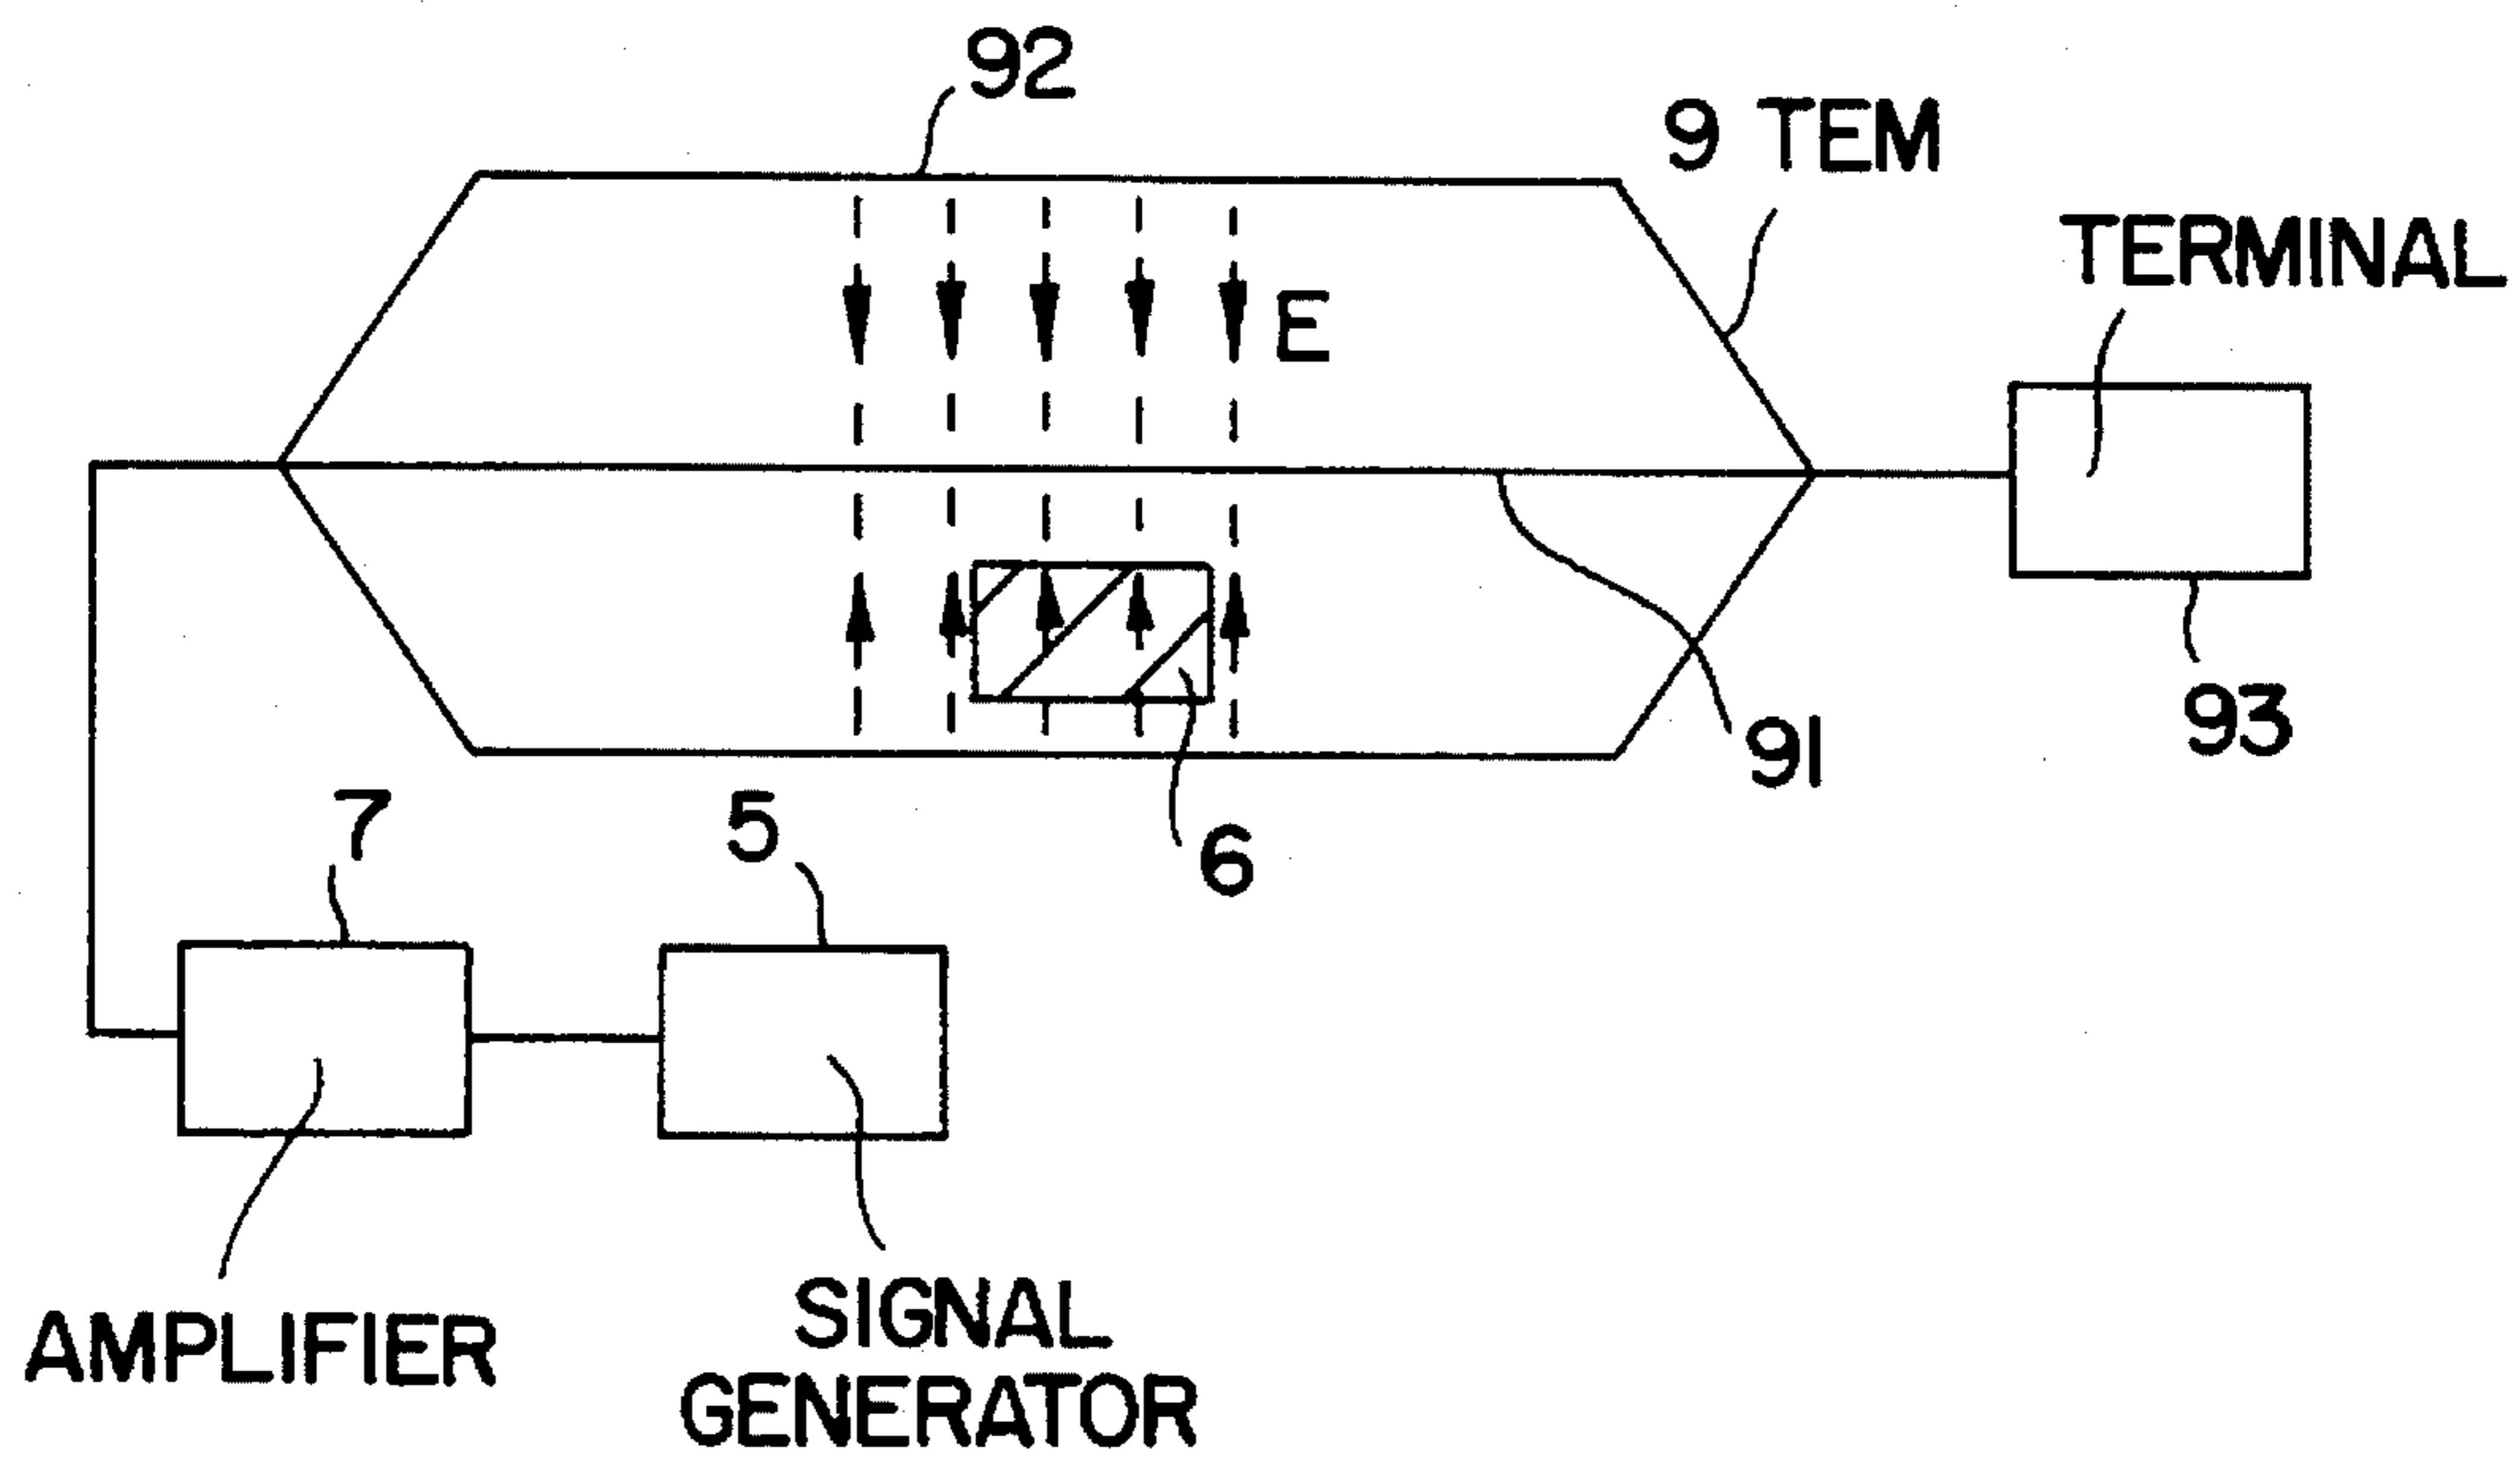 92
9 TEM
TERMINAL
E
91
93
7
5
6
AMPLIFIER
SIGNAL
GENERATOR